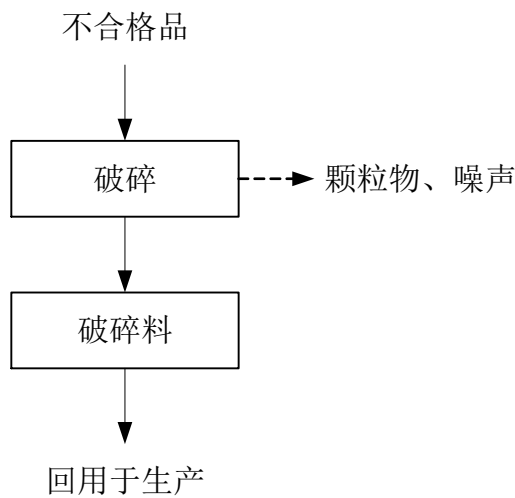 不合格品
破碎
颗粒物、噪声
破碎料
回用于生产